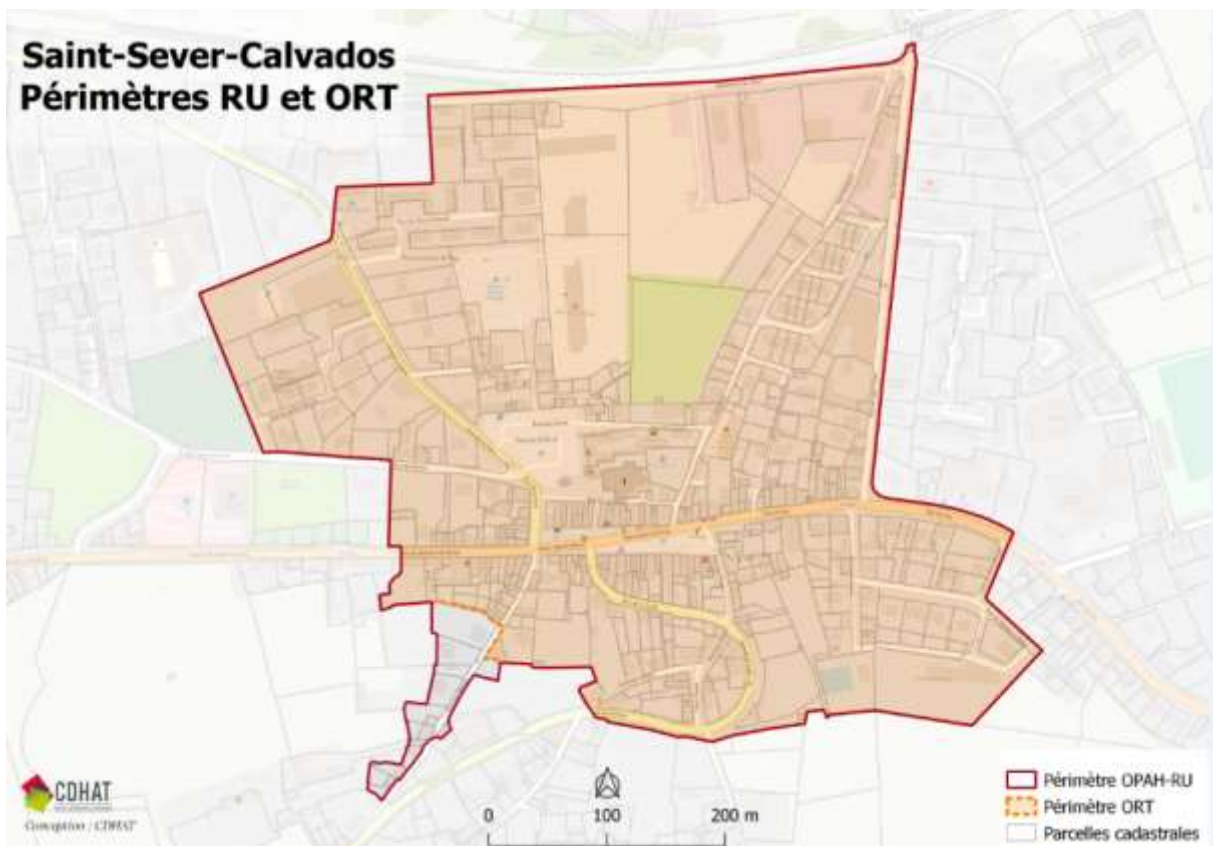 Saint-Sever-Calvados
Périmètres RU et ORT
CDHAT
Conception : CDHAT
0 100 200 m
Périmètre OPAH-RU
Périmètre ORT
Parcelles cadastrales